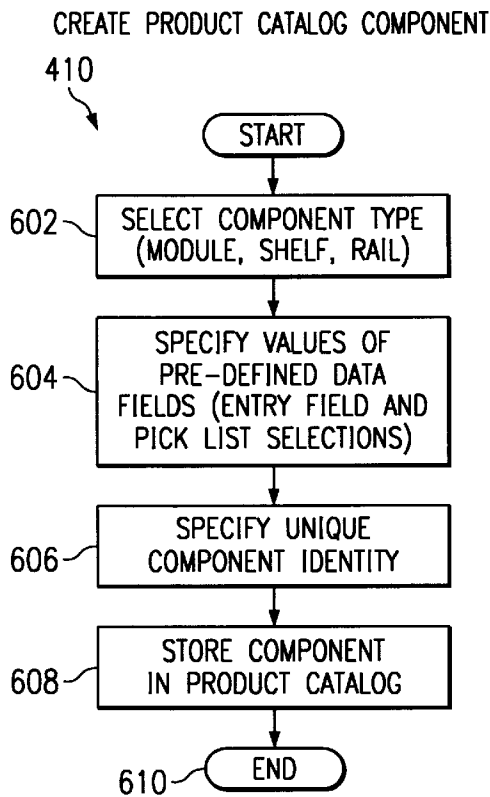 CREATE PRODUCT CATALOG COMPONENT
410
START
602
SELECT COMPONENT TYPE
(MODULE, SHELF, RAIL)
604
SPECIFY VALUES OF
PRE-DEFINED DATA
FIELDS (ENTRY FIELD AND
PICK LIST SELECTIONS)
606
SPECIFY UNIQUE
COMPONENT IDENTITY
608
STORE COMPONENT
IN PRODUCT CATALOG
610
END